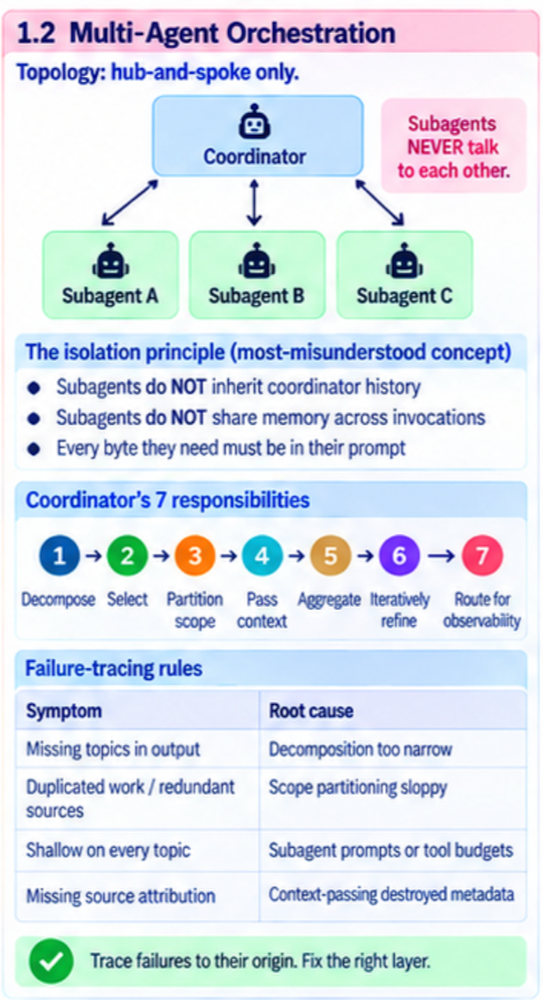 1.2 Multi-Agent Orchestration
Topology: hub-and-spoke only.
Coordinator
Subagents
NEVER talk
to each other.
Subagent A
Subagent B
Subagent C
The isolation principle (most-misunderstood concept)
● Subagents do NOT inherit coordinator history
● Subagents do NOT share memory across invocations
● Every byte they need must be in their prompt
Coordinator's 7 responsibilities
1 → 2 → 3 → 4 → 5 → 6 → 7
Decompose Select Partition Pass Aggregate Iteratively Route for
scope context refine observability
Failure-tracing rules
Symptom Root cause
Missing topics in output Decomposition too narrow
Duplicated work / redundant Scope partitioning sloppy
sources
Shallow on every topic Subagent prompts or tool budgets
Missing source attribution Context-passing destroyed metadata
Trace failures to their origin. Fix the right layer.